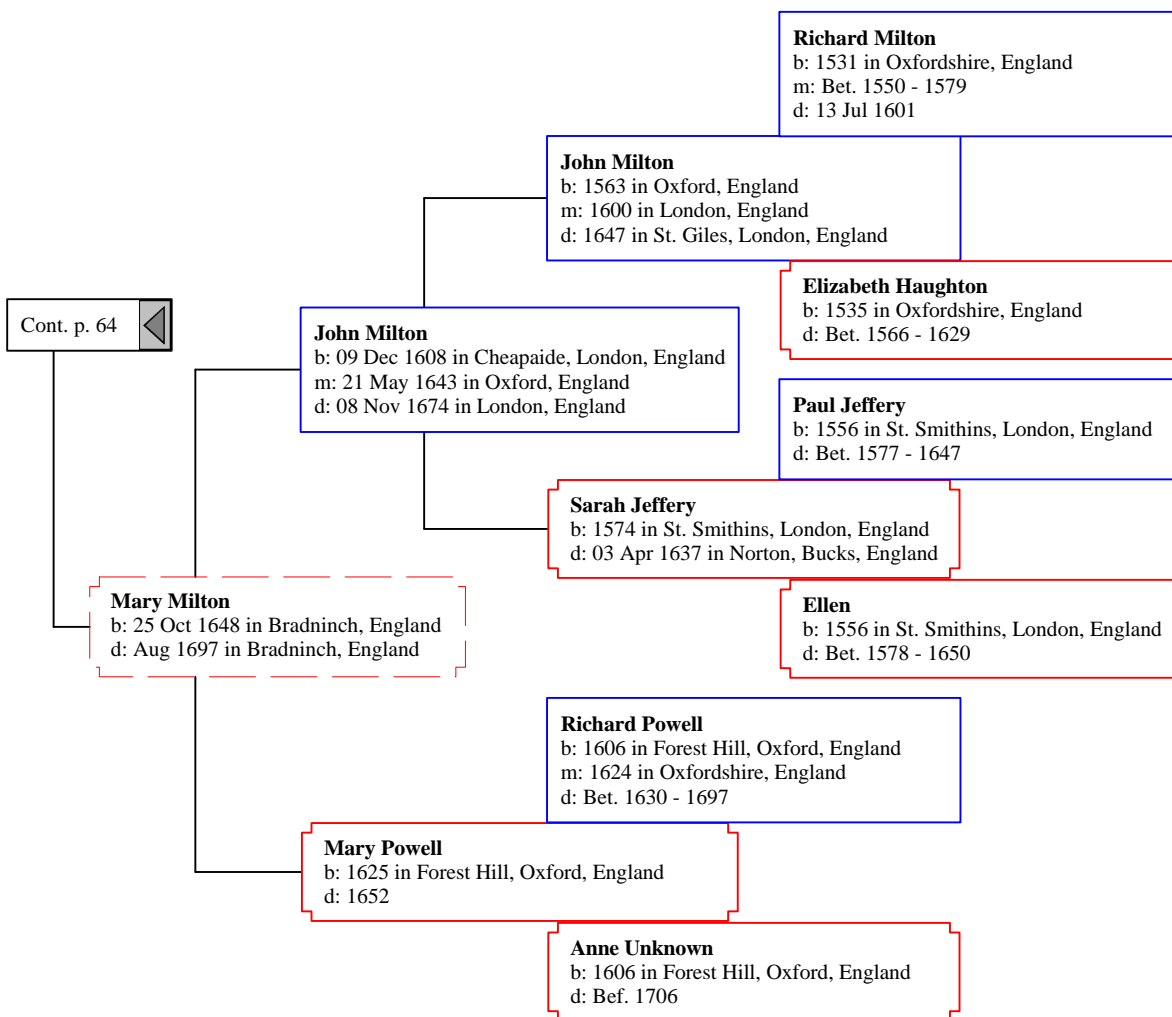 Richard Milton
b: 1531 in Oxfordshire, England
m: Bet. 1550 - 1579
d: 13 Jul 1601
John Milton
b: 1563 in Oxford, England
m: 1600 in London, England
d: 1647 in St. Giles, London, England
Elizabeth Haughton
b: 1535 in Oxfordshire, England
d: Bet. 1566 - 1629
Cont. p. 64
John Milton
b: 09 Dec 1608 in Cheapaide, London, England
m: 21 May 1643 in Oxford, England
d: 08 Nov 1674 in London, England
Paul Jeffery
b: 1556 in St. Smithins, London, England
d: Bet. 1577 - 1647
Sarah Jeffery
b: 1574 in St. Smithins, London, England
d: 03 Apr 1637 in Norton, Bucks, England
Ellen
b: 1556 in St. Smithins, London, England
d: Bet. 1578 - 1650
Mary Milton
b: 25 Oct 1648 in Bradninch, England
d: Aug 1697 in Bradninch, England
Richard Powell
b: 1606 in Forest Hill, Oxford, England
m: 1624 in Oxfordshire, England
d: Bet. 1630 - 1697
Mary Powell
b: 1625 in Forest Hill, Oxford, England
d: 1652
Anne Unknown
b: 1606 in Forest Hill, Oxford, England
d: Bef. 1706